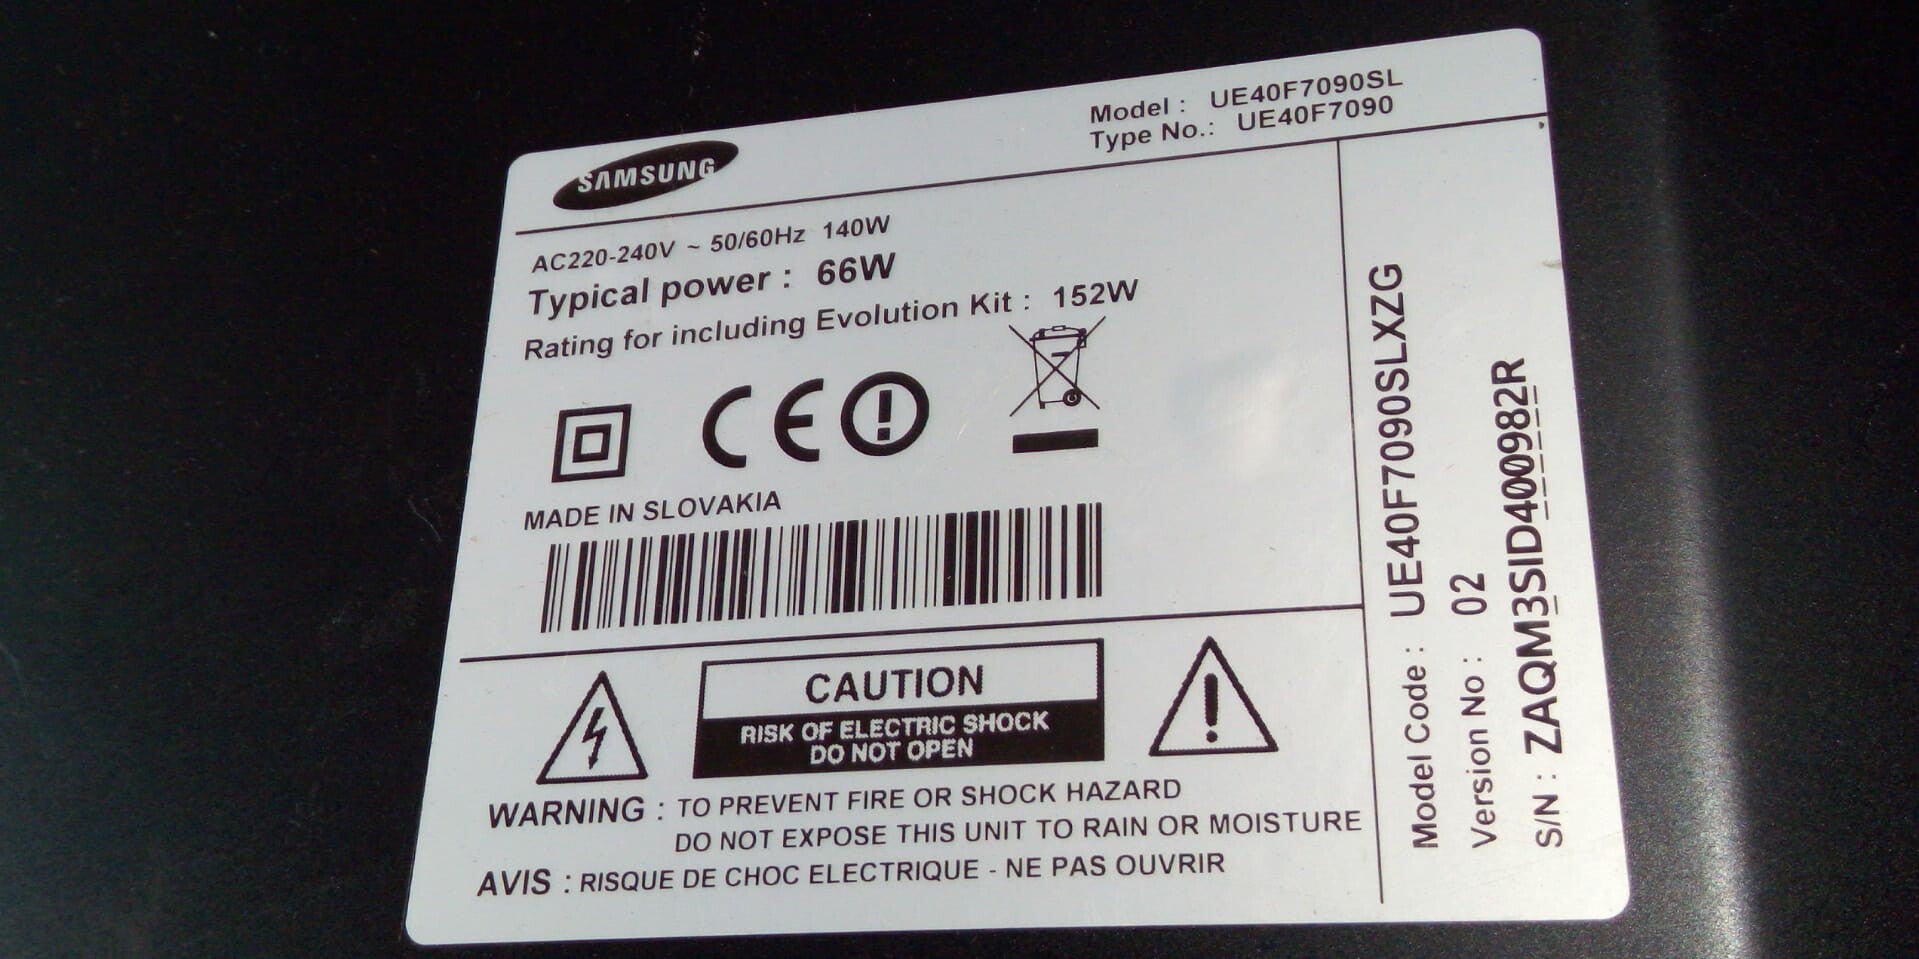 SAMSUNG
Model : UE40F7090SL
Type No.: UE40F7090
AC220-240V ~ 50/60Hz 140W
Typical power : 66W
Rating for including Evolution Kit : 152W
CE
MADE IN SLOVAKIA
CAUTION
RISK OF ELECTRIC SHOCK
DO NOT OPEN
WARNING : TO PREVENT FIRE OR SHOCK HAZARD
DO NOT EXPOSE THIS UNIT TO RAIN OR MOISTURE
AVIS : RISQUE DE CHOC ELECTRIQUE - NE PAS OUVRIR
Model Code : UE40F7090SLXZG
Version No : 02
S/N : ZAQM3SID400982R